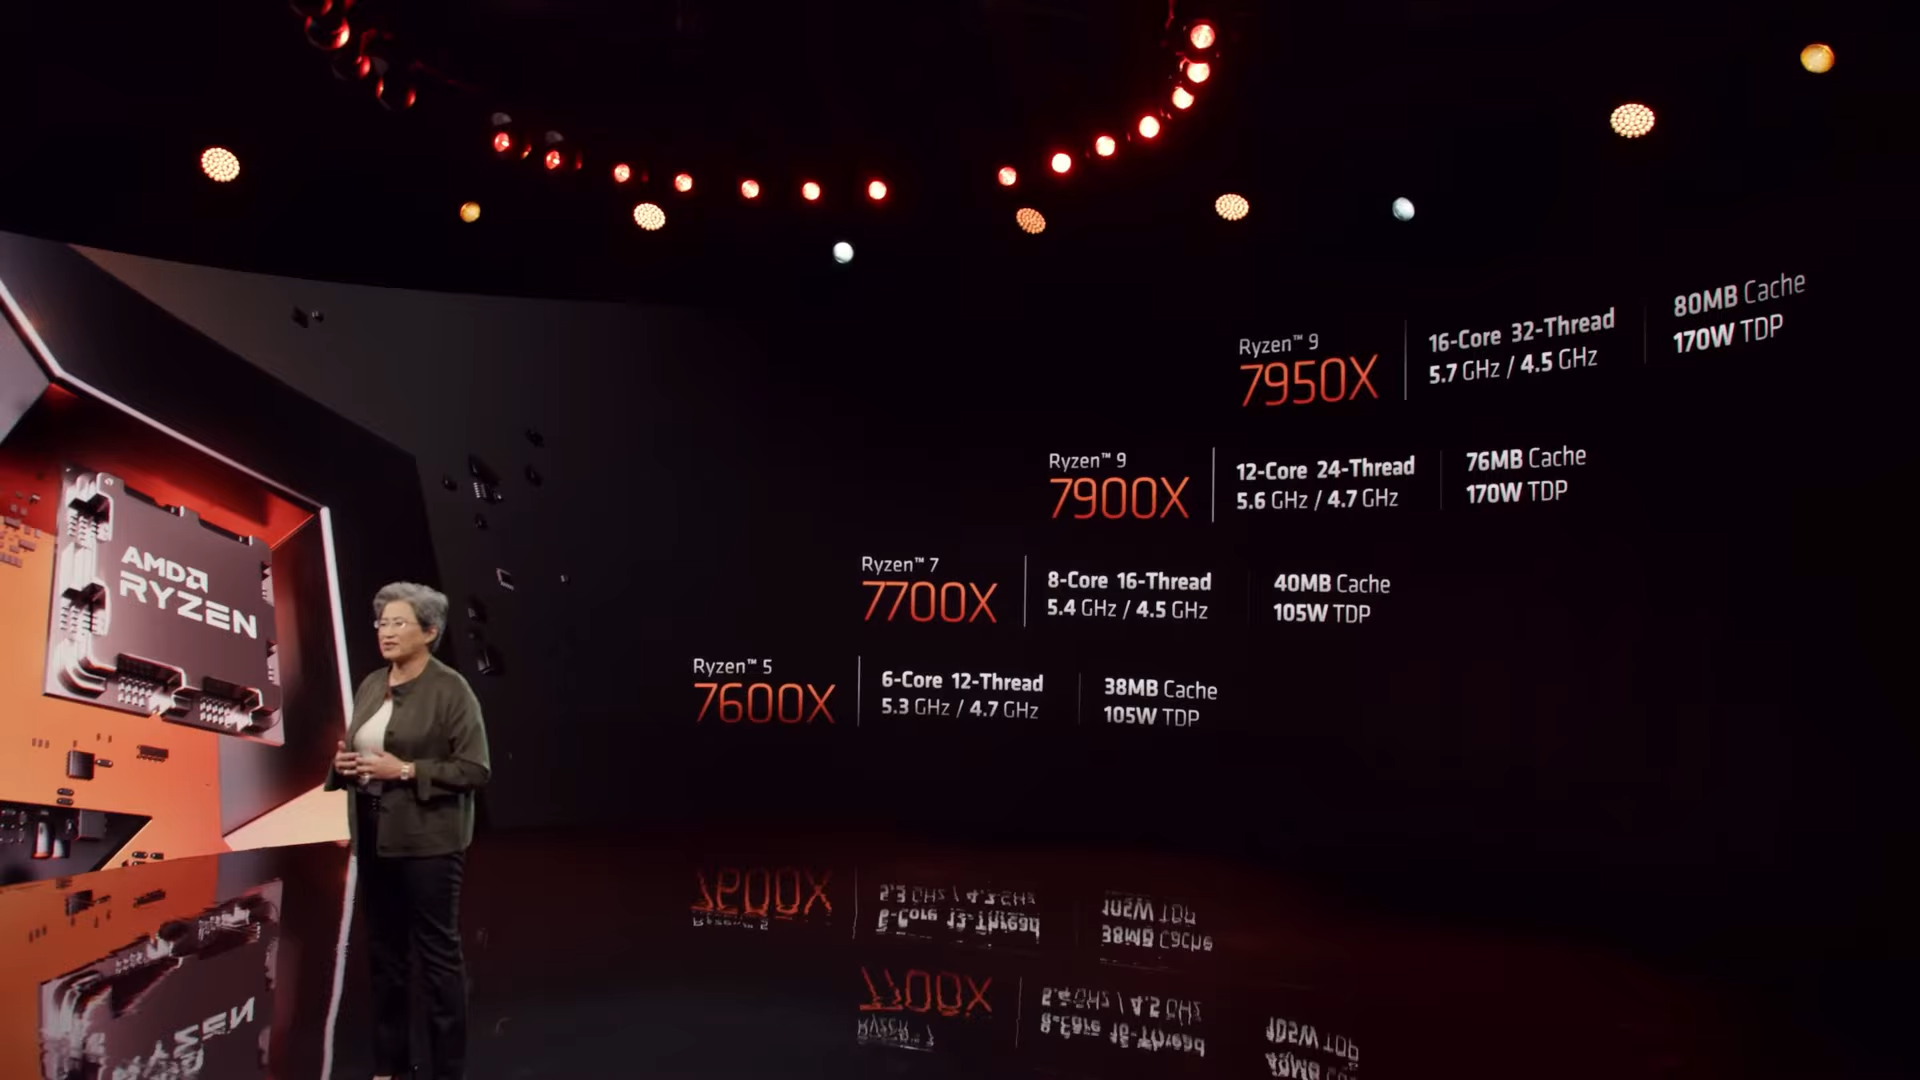 AMD
RYZEN
Ryzen™ 9
7950X
16-Core 32-Thread
5.7 GHz / 4.5 GHz
80MB Cache
170W TDP
Ryzen™ 9
7900X
12-Core 24-Thread
5.6 GHz / 4.7 GHz
76MB Cache
170W TDP
Ryzen™ 7
7700X
8-Core 16-Thread
5.4 GHz / 4.5 GHz
40MB Cache
105W TDP
Ryzen™ 5
7600X
6-Core 12-Thread
5.3 GHz / 4.7 GHz
38MB Cache
105W TDP